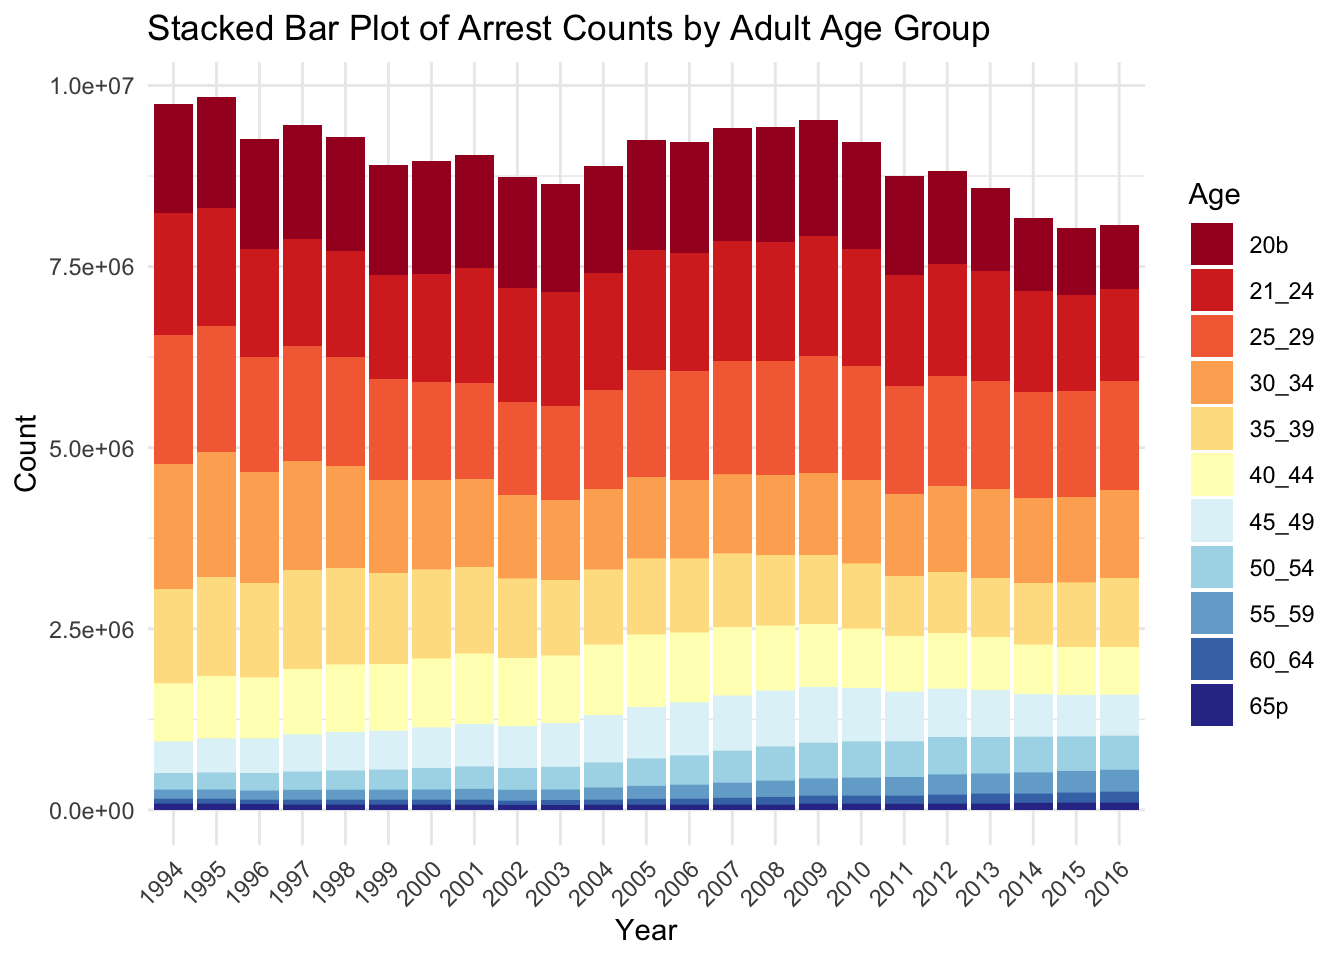 Stacked Bar Plot of Arrest Counts by Adult Age Group
1.0e+07
7.5e+06
5.0e+06
2.5e+06
0.0e+00
Count
1994 1995 1996 1997 1998 1999 2000 2001 2002 2003 2004 2005 2006 2007 2008 2009 2010 2011 2012 2013 2014 2015 2016
Year
Age
20b
21_24
25_29
30_34
35_39
40_44
45_49
50_54
55_59
60_64
65p